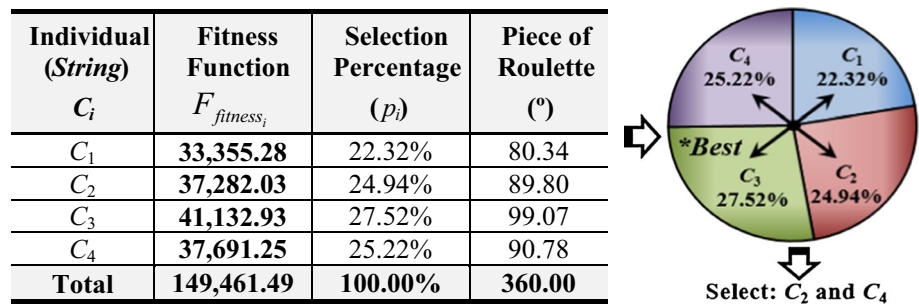 Individual Fitness Selection Piece of
(String) Function Percentage Roulette
Ci F fitnessi (pi) (º)
C1 33,355.28 22.32% 80.34
C2 37,282.03 24.94% 89.80
C3 41,132.93 27.52% 99.07
C4 37,691.25 25.22% 90.78
Total 149,461.49 100.00% 360.00
C4
25.22%
C1
22.32%
*Best
C3
27.52%
C2
24.94%
Select: C2 and C4